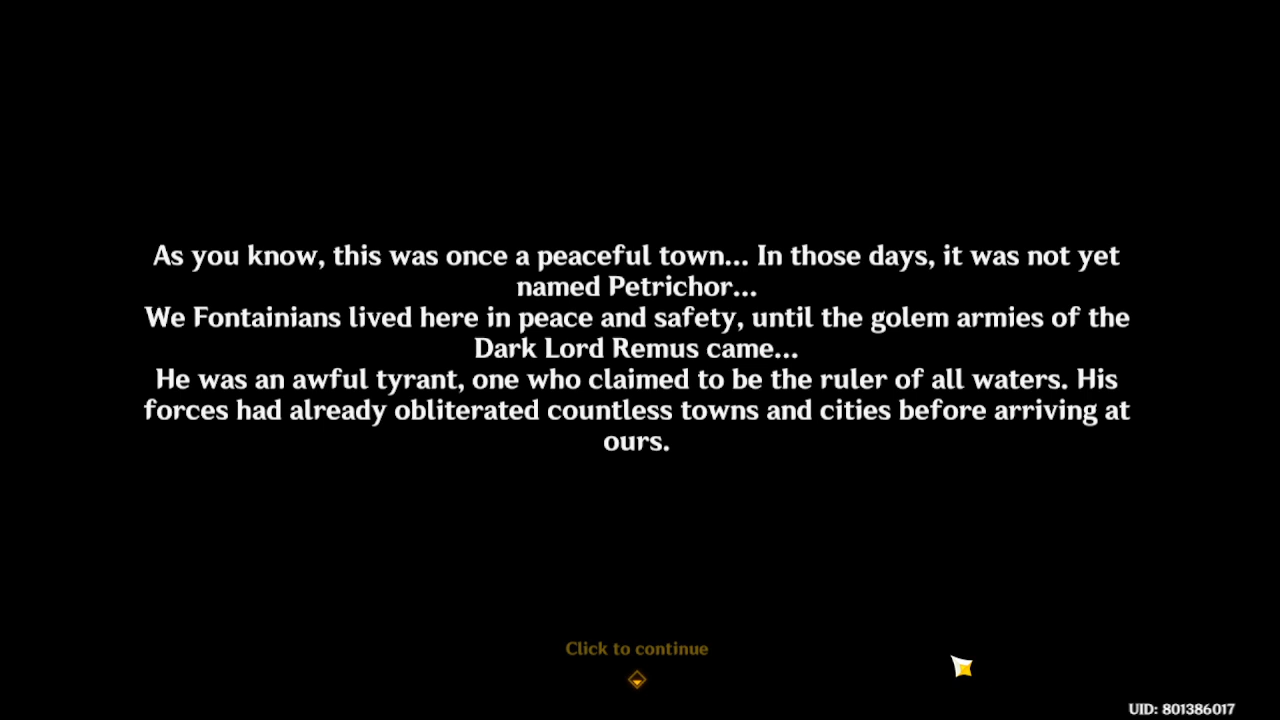 As you know, this was once a peaceful town... In those days, it was not yet
named Petrichor...
We Fontainians lived here in peace and safety, until the golem armies of the
Dark Lord Remus came...
He was an awful tyrant, one who claimed to be the ruler of all waters. His
forces had already obliterated countless towns and cities before arriving at
ours.
Click to continue
UID: 801386017